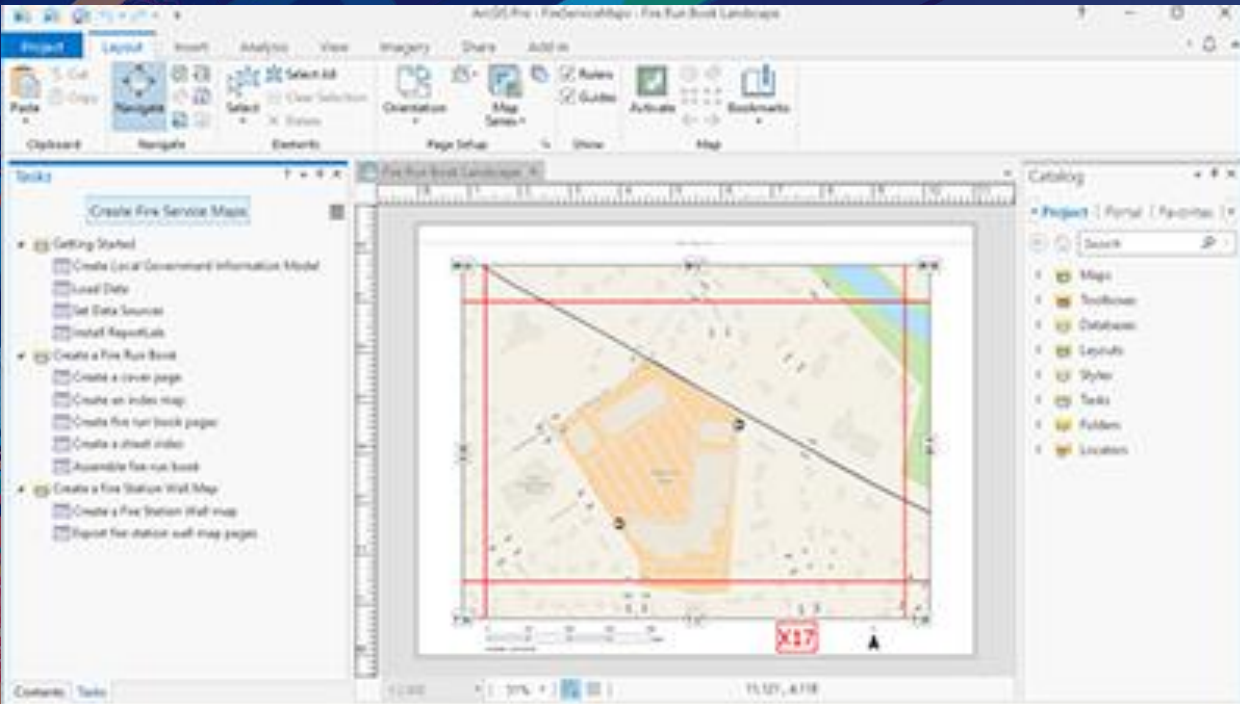 ArcGIS Pro - FireServiceMaps - Fire Run Book Landscape
Project Layout Insert Analysis View Imagery Share Add-In
Paste
Cut
Copy
Navigate
Select
Select All
Clear Selection
Delete
Orientation
Map Series
Rulers
Guides
Activate
Bookmarks
Clipboard Navigate Elements Page Setup Show Map
Tasks
Create Fire Service Maps
Getting Started
Create Local Government Information Model
Load Data
Set Data Sources
Install ReportLab
Create a Fire Run Book
Create a cover page
Create an index map
Create fire run book pages
Create a street index
Assemble fire run book
Create a Fire Station Wall Map
Create a Fire Station Wall map
Export fire station wall map pages
Contents Tasks
Fire Run Book Landscape
X17
51%
Catalog
Project Portal Favorites
Search
Maps
Toolboxes
Databases
Layouts
Styles
Tasks
Folders
Locators